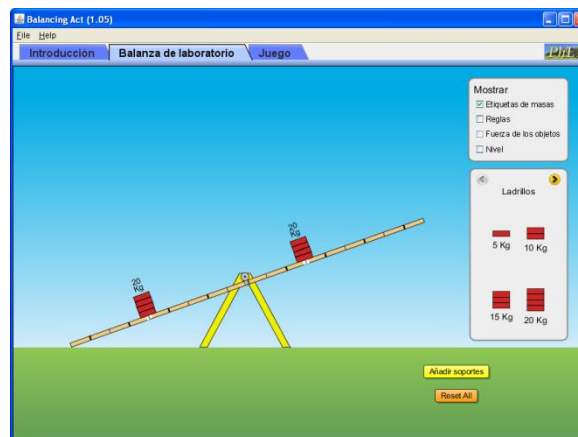 Balancing Act (1.05)
File Help
Introducción Balanza de laboratorio Juego
PhET
Mostrar
Etiquetas de masas
Reglas
Fuerza de los objetos
Nivel
Ladrillos
5 Kg 10 Kg
15 Kg 20 Kg
20
Kg
20
Kg
Añadir soportes
Reset All